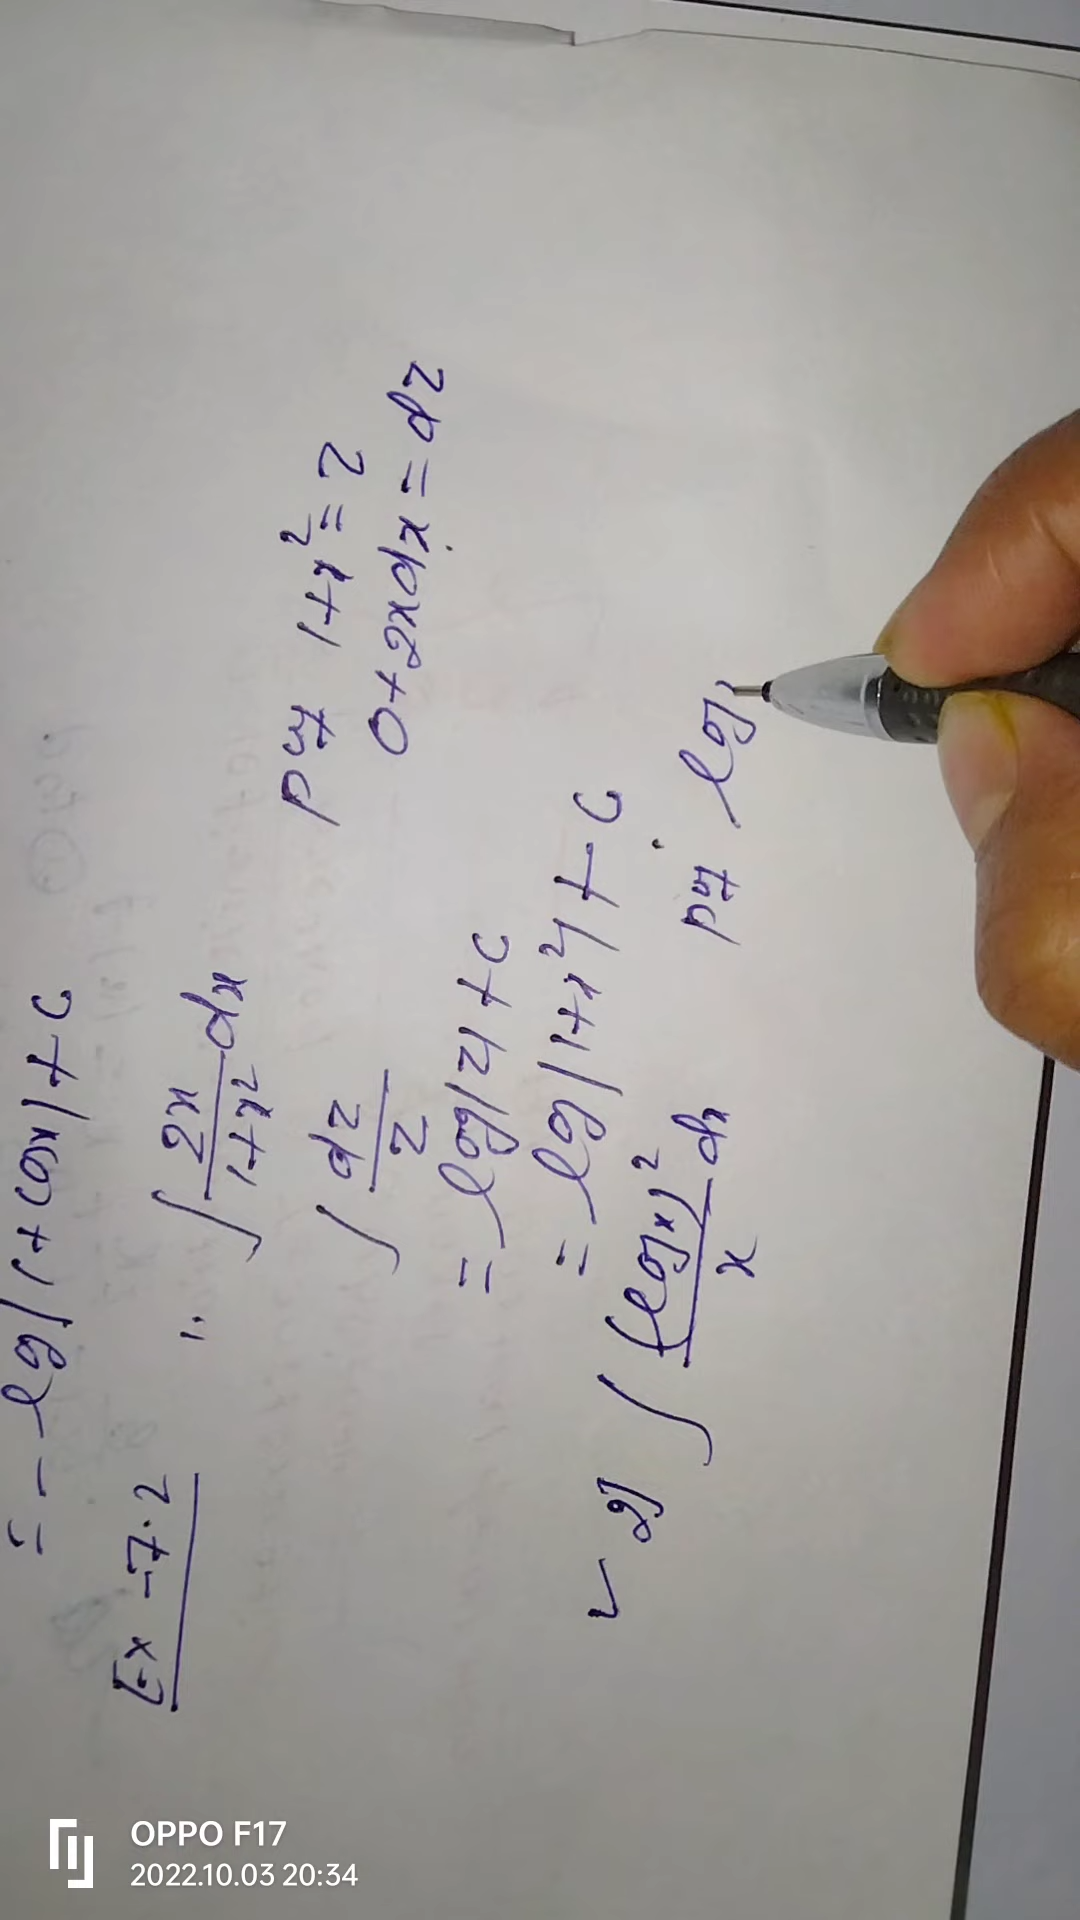 = - log|1+cosx|+c
Ex -7.2
1. ∫ 2x/1+x² dx
put 1+x² = z
0+2xdx = dz
∫ dz/z
= log|z|+c
= log|1+x²|+c
2) ∫ (logx)²/x dx
put log
OPPO F17
2022.10.03 20:34